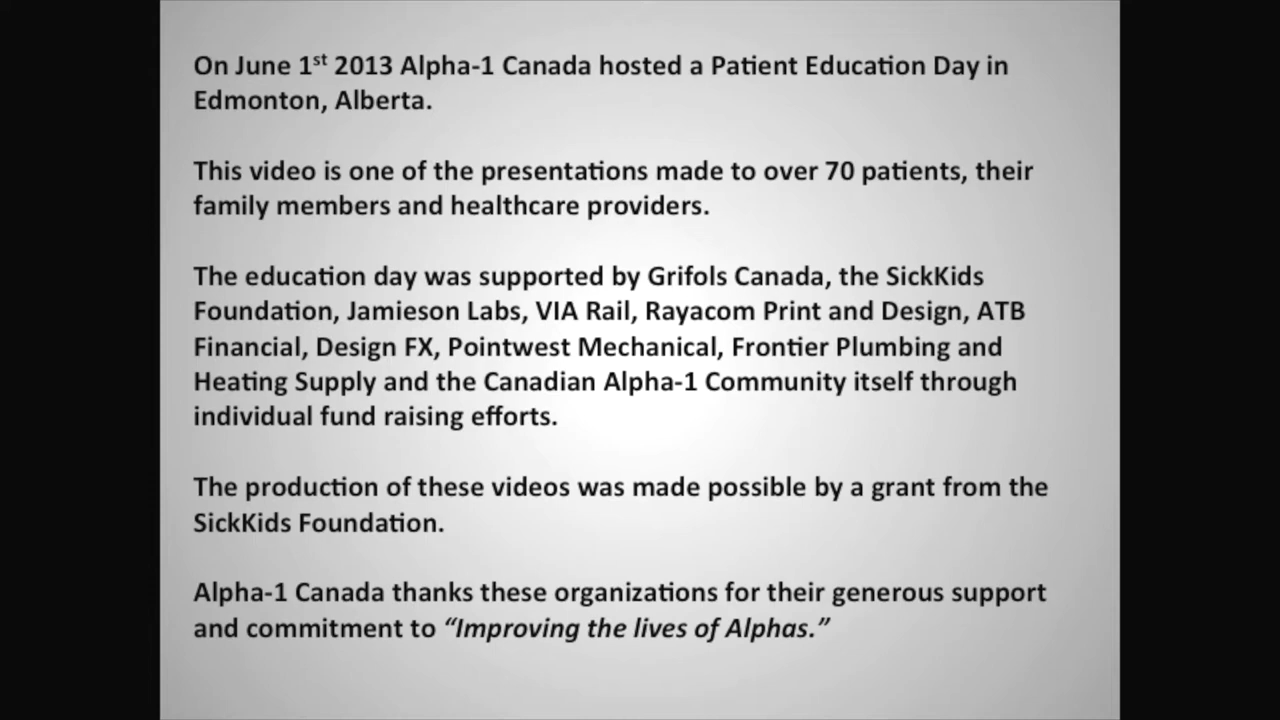 On June 1st 2013 Alpha-1 Canada hosted a Patient Education Day in
Edmonton, Alberta.
This video is one of the presentations made to over 70 patients, their
family members and healthcare providers.
The education day was supported by Grifols Canada, the SickKids
Foundation, Jamieson Labs, VIA Rail, Rayacom Print and Design, ATB
Financial, Design FX, Pointwest Mechanical, Frontier Plumbing and
Heating Supply and the Canadian Alpha-1 Community itself through
individual fund raising efforts.
The production of these videos was made possible by a grant from the
SickKids Foundation.
Alpha-1 Canada thanks these organizations for their generous support
and commitment to “Improving the lives of Alphas.”